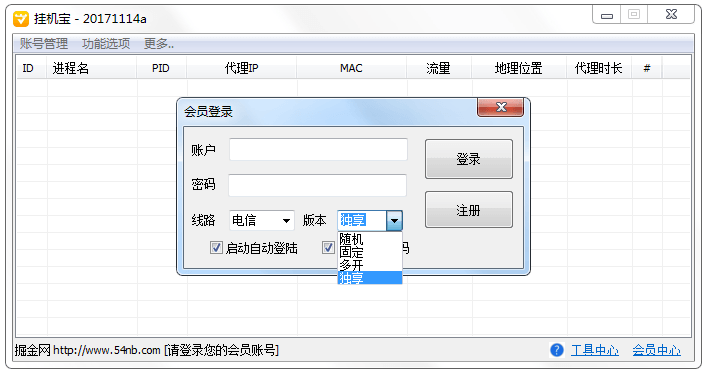 挂机宝 - 20171114a
账号管理 功能选项 更多..
ID 进程名 PID 代理IP MAC 流量 地理位置 代理时长 #
会员登录
账户
登录
密码
注册
线路 电信 版本 独享
随机
固定
多开
独享
启动自动登陆 码
掘金网 http://www.54nb.com [请登录您的会员账号] ? 工具中心 会员中心